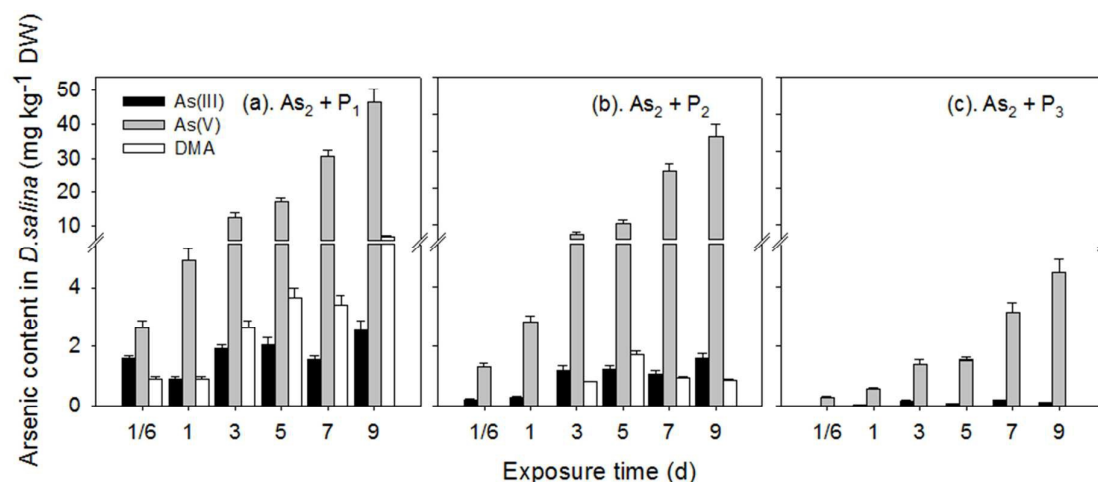 Arsenic content in D.salina (mg kg⁻¹ DW)
50
40
30
20
10
4
2
0
As(III)
As(V)
DMA
(a). As₂ + P₁
(b). As₂ + P₂
(c). As₂ + P₃
1/6 1 3 5 7 9
1/6 1 3 5 7 9
1/6 1 3 5 7 9
Exposure time (d)